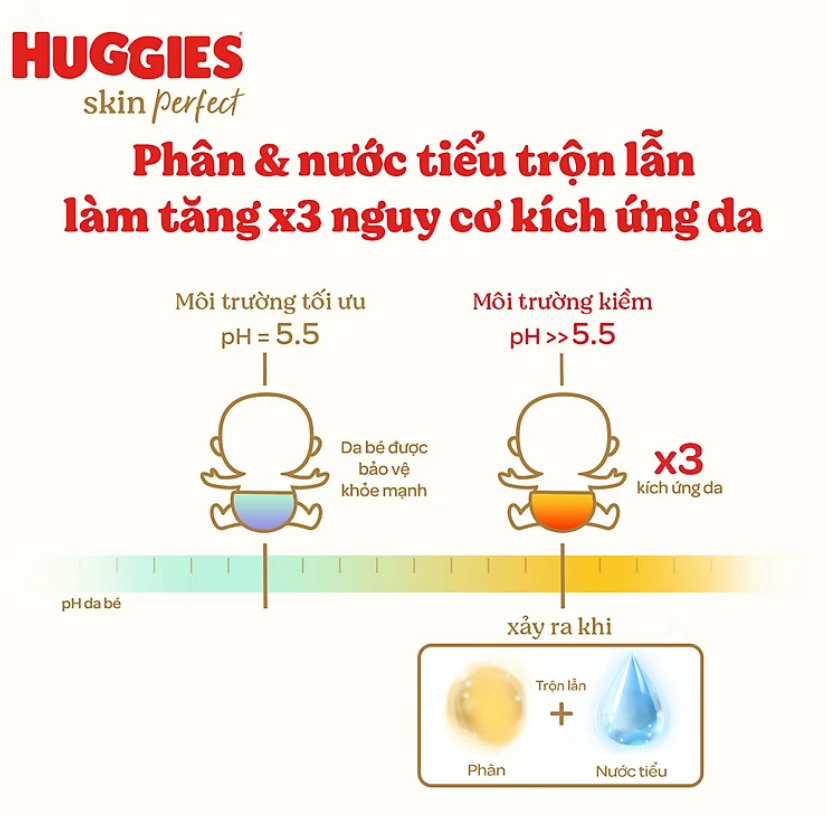 HUGGIES
skin perfect
Phân & nước tiểu trộn lẫn
làm tăng x3 nguy cơ kích ứng da
Môi trường tối ưu
pH = 5.5
Môi trường kiềm
pH >> 5.5
Da bé được
bảo vệ
khỏe mạnh
x3
kích ứng da
pH da bé
xảy ra khi
Trộn lẫn
+
Phân
Nước tiểu